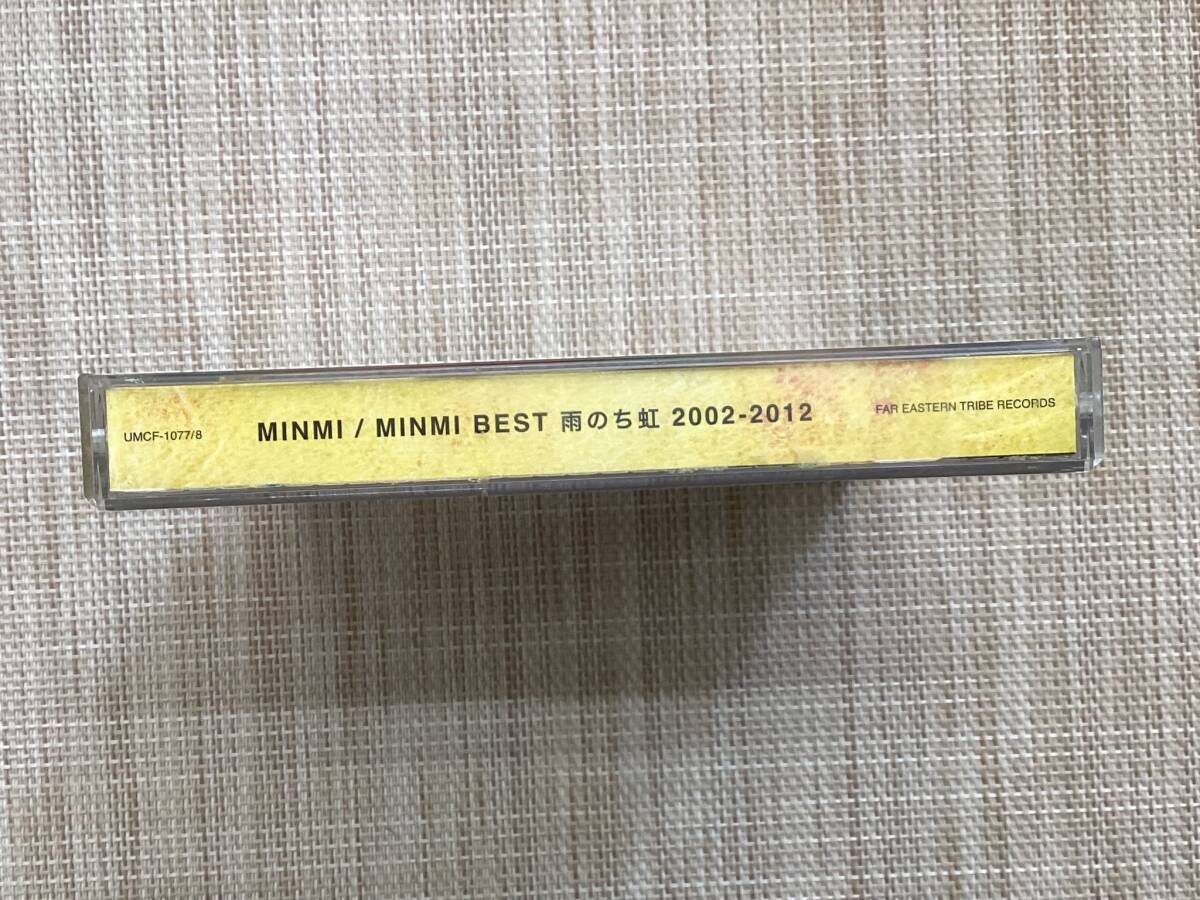 UMCF-1077/8
MINMI / MINMI BEST 雨のち虹 2002-2012
FAR EASTERN TRIBE RECORDS